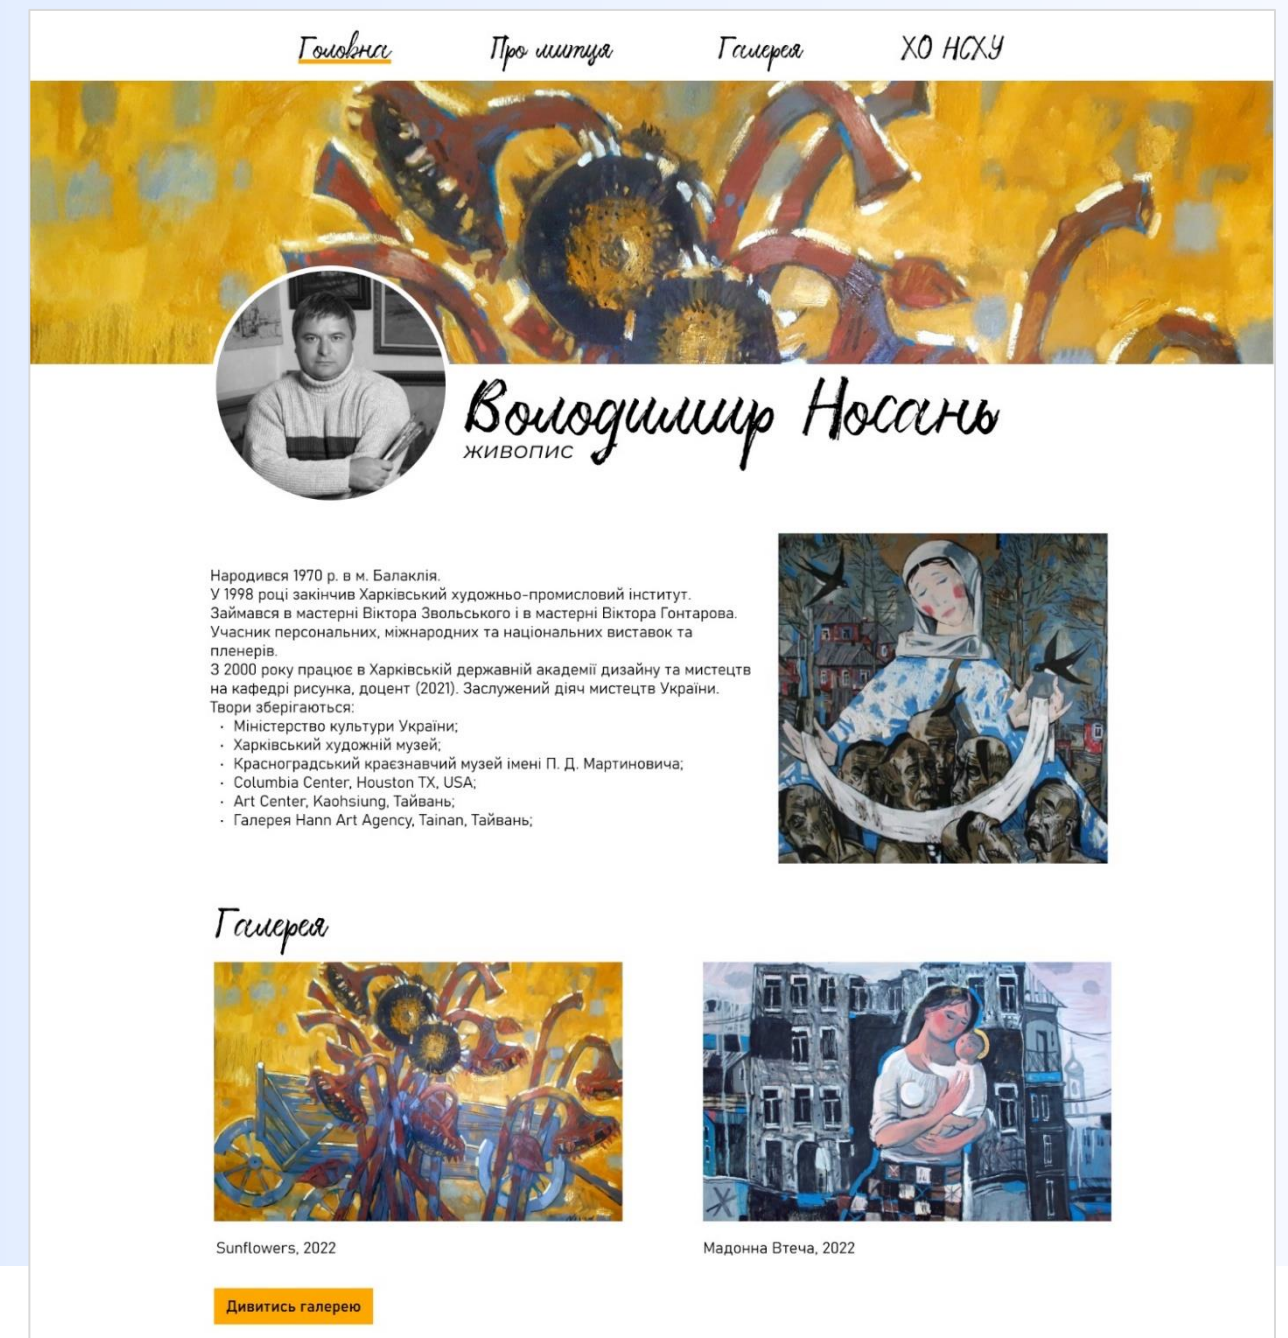 Головна Про митця Галерея ХО НСХУ
Володимир Носань
живопис
Народився 1970 р. в м. Балаклія.
У 1998 році закінчив Харківський художньо-промисловий інститут.
Займався в мастерні Віктора Звольського і в мастерні Віктора Гонтарова.
Учасник персональних, міжнародних та національних виставок та
пленерів.
З 2000 року працює в Харківській державній академії дизайну та мистецтв
на кафедрі рисунка, доцент (2021). Заслужений діяч мистецтв України.
Твори зберігаються:
· Міністерство культури України;
· Харківський художній музей;
· Красноградський краєзнавчий музей імені П. Д. Мартиновича;
· Columbia Center, Houston TX, USA;
· Art Center, Kaohsiung, Тайвань;
· Галерея Hann Art Agency, Tainan, Тайвань;
Галерея
Sunflowers, 2022
Мадонна Втеча, 2022
Дивитись галерею